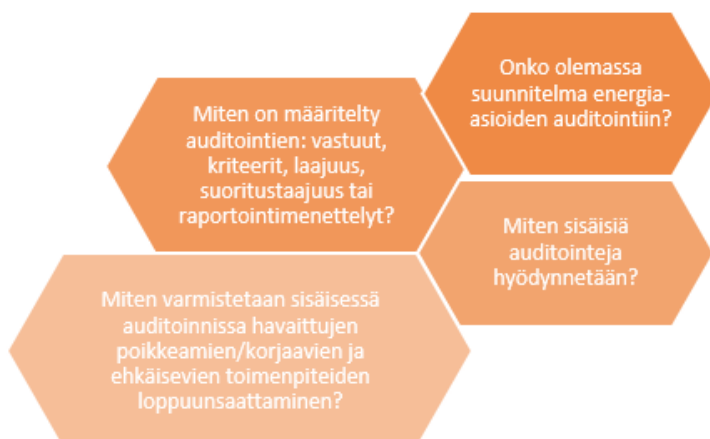 Onko olemassa
suunnitelma energia-
asioiden auditointiin?
Miten on määritelty
auditointien: vastuut,
kriteerit, laajuus,
suoritustaajuus tai
raportointimenettelyt?
Miten sisäisiä
auditointeja
hyödynnetään?
Miten varmistetaan sisäisessä
auditoinnissa havaittujen
poikkeamien/korjaavien ja
ehkäisevien toimenpiteiden
loppuunsaattaminen?